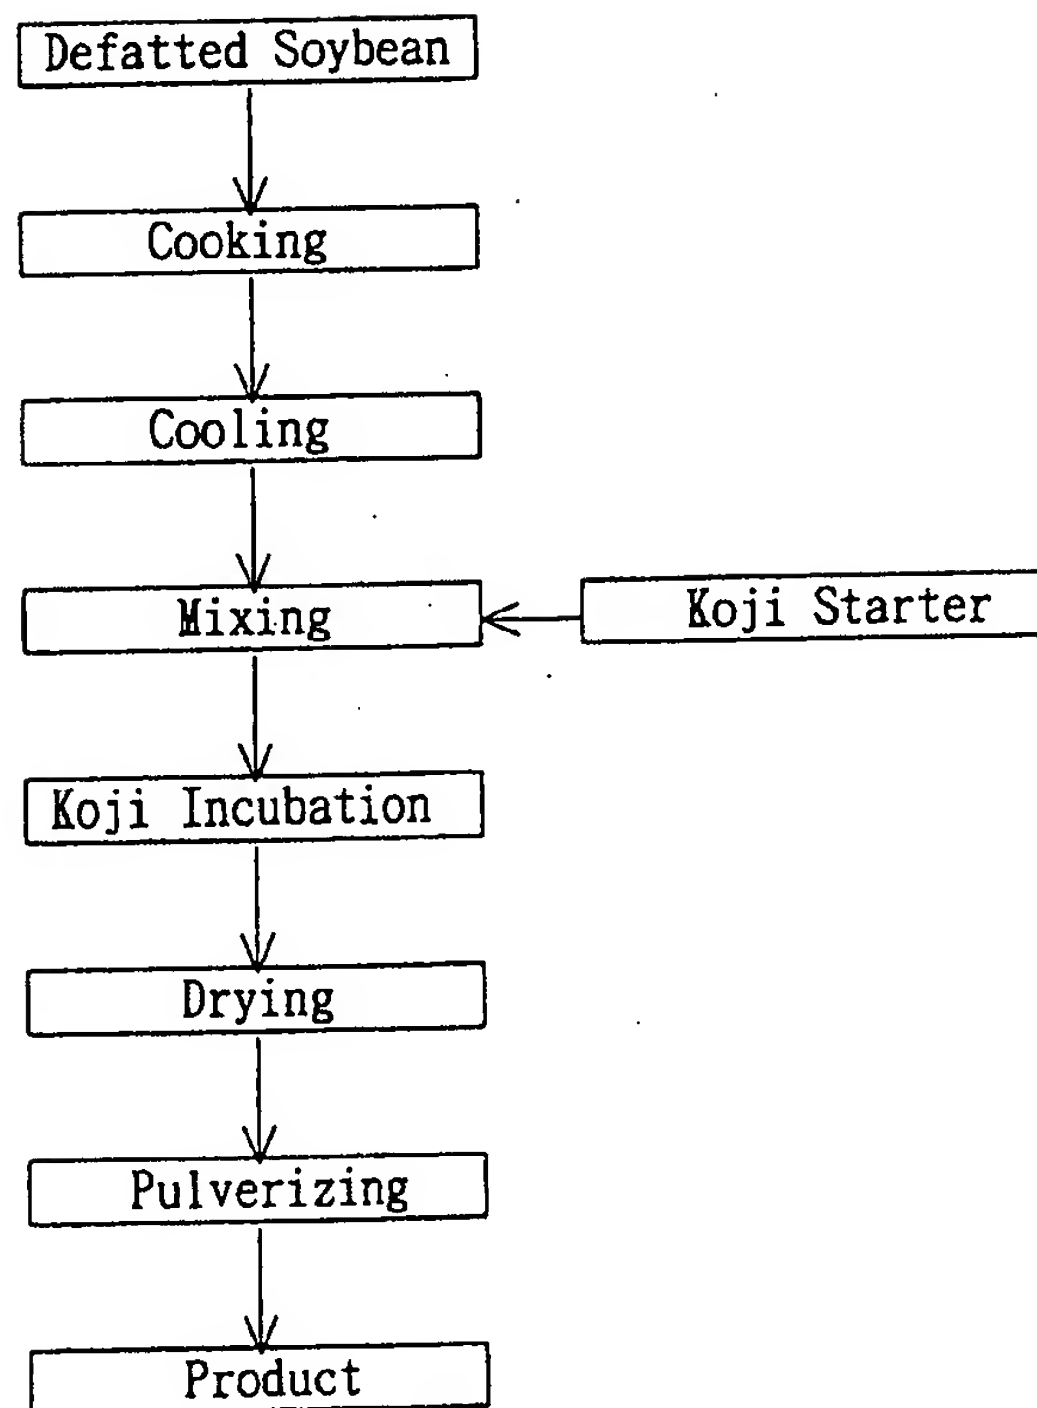 Defatted Soybean
Cooking
Cooling
Mixing
Koji Starter
Koji Incubation
Drying
Pulverizing
Product